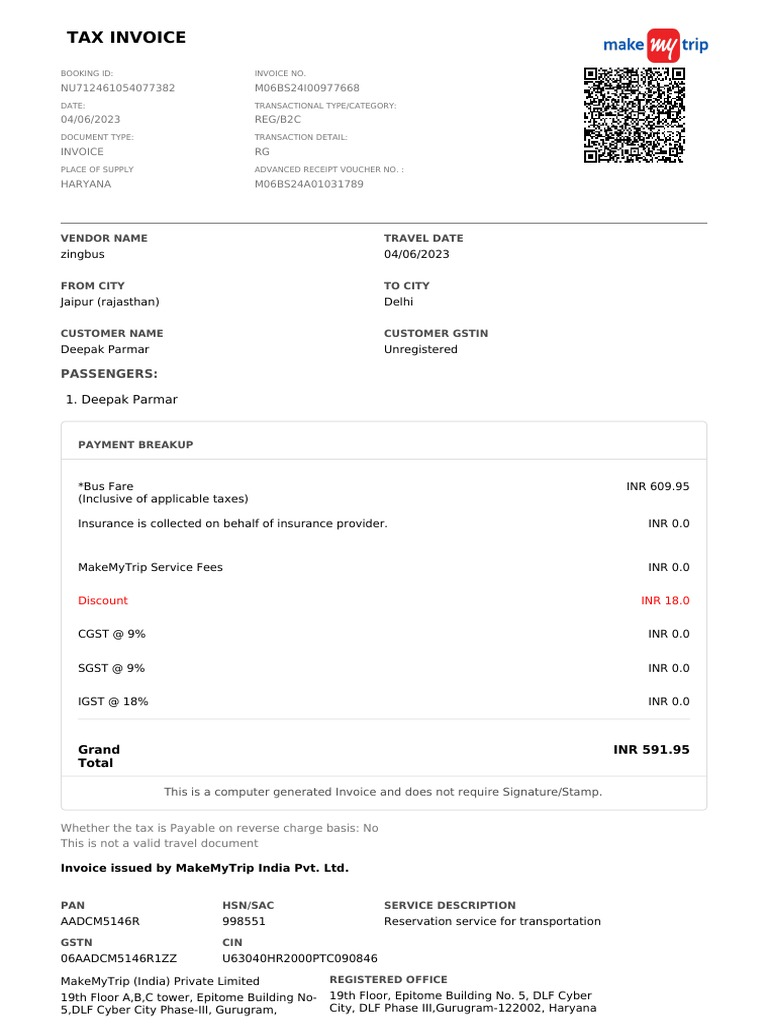 TAX INVOICE
make my trip
BOOKING ID:
NU712461054077382
INVOICE NO.
M06BS24I00977668
DATE:
04/06/2023
TRANSACTIONAL TYPE/CATEGORY:
REG/B2C
DOCUMENT TYPE:
INVOICE
TRANSACTION DETAIL:
RG
PLACE OF SUPPLY
HARYANA
ADVANCED RECEIPT VOUCHER NO. :
M06BS24A01031789
VENDOR NAME
zingbus
TRAVEL DATE
04/06/2023
FROM CITY
Jaipur (rajasthan)
TO CITY
Delhi
CUSTOMER NAME
Deepak Parmar
CUSTOMER GSTIN
Unregistered
PASSENGERS:
1. Deepak Parmar
PAYMENT BREAKUP
*Bus Fare INR 609.95
(Inclusive of applicable taxes)
Insurance is collected on behalf of insurance provider. INR 0.0
MakeMyTrip Service Fees INR 0.0
Discount INR 18.0
CGST @ 9% INR 0.0
SGST @ 9% INR 0.0
IGST @ 18% INR 0.0
Grand INR 591.95
Total
This is a computer generated Invoice and does not require Signature/Stamp.
Whether the tax is Payable on reverse charge basis: No
This is not a valid travel document
Invoice issued by MakeMyTrip India Pvt. Ltd.
PAN
AADCM5146R
HSN/SAC
998551
SERVICE DESCRIPTION
Reservation service for transportation
GSTN
06AADCM5146R1ZZ
CIN
U63040HR2000PTC090846
MakeMyTrip (India) Private Limited
19th Floor A,B,C tower, Epitome Building No-
5,DLF Cyber City Phase-III, Gurugram,
REGISTERED OFFICE
19th Floor, Epitome Building No. 5, DLF Cyber
City, DLF Phase III,Gurugram-122002, Haryana